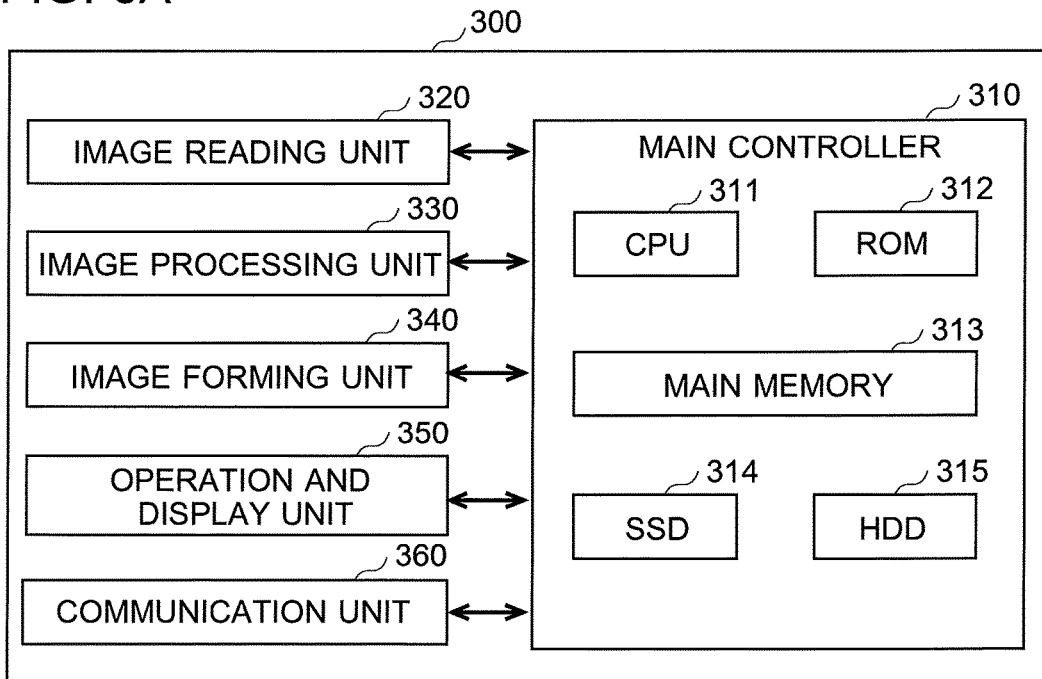 300
320
IMAGE READING UNIT
330
IMAGE PROCESSING UNIT
340
IMAGE FORMING UNIT
350
OPERATION AND
DISPLAY UNIT
360
COMMUNICATION UNIT
310
MAIN CONTROLLER
311
312
CPU
ROM
313
MAIN MEMORY
314
315
SSD
HDD